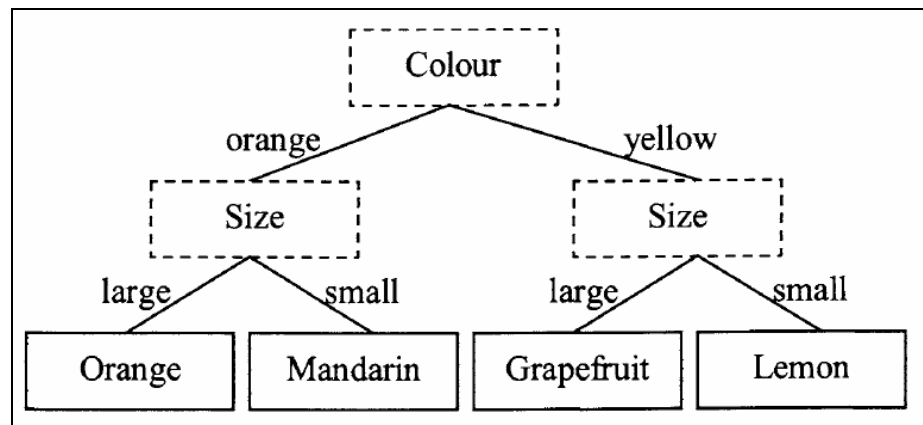 Colour
orange yellow
Size Size
large small large small
Orange Mandarin Grapefruit Lemon